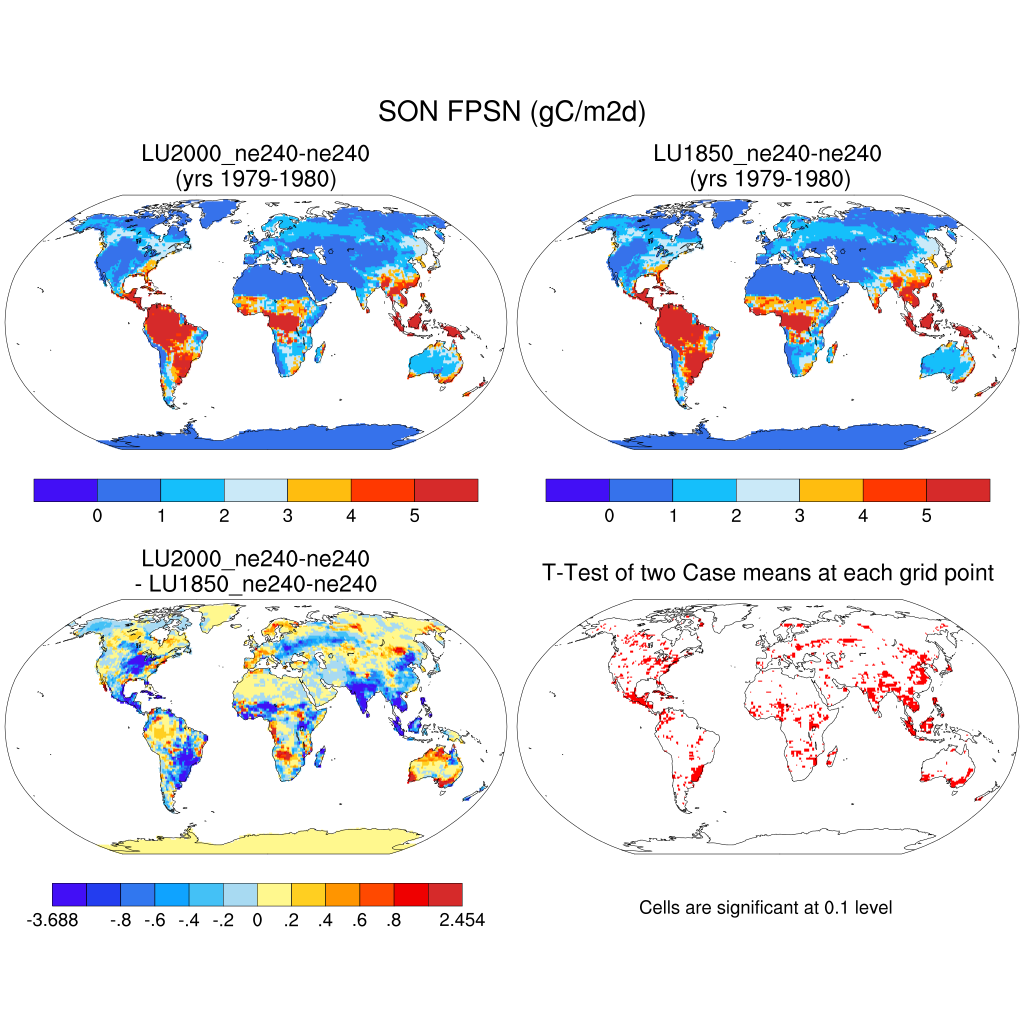 SON FPSN (gC/m2d)
LU2000_ne240-ne240
(yrs 1979-1980)
LU1850_ne240-ne240
(yrs 1979-1980)
0 1 2 3 4 5
0 1 2 3 4 5
LU2000_ne240-ne240
- LU1850_ne240-ne240
T-Test of two Case means at each grid point
-3.688 -.8 -.6 -.4 -.2 0 .2 .4 .6 .8 2.454
Cells are significant at 0.1 level